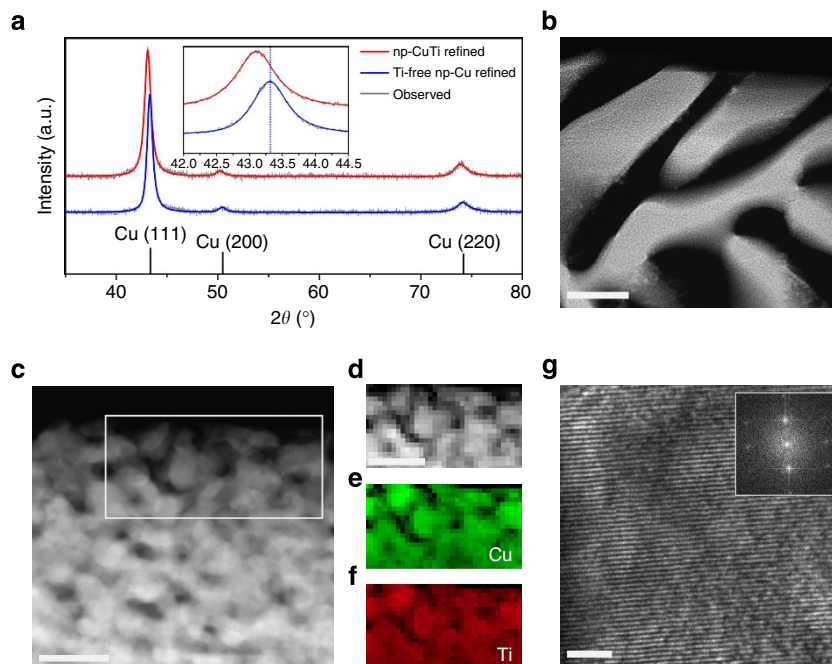 a
np-CuTi refined
Ti-free np-Cu refined
Observed
42.0 42.5 43.0 43.5 44.0 44.5
Intensity (a.u.)
Cu (111)
Cu (200)
Cu (220)
40 50 60 70 80
2θ (°)
b
c
d
e
Cu
f
Ti
g